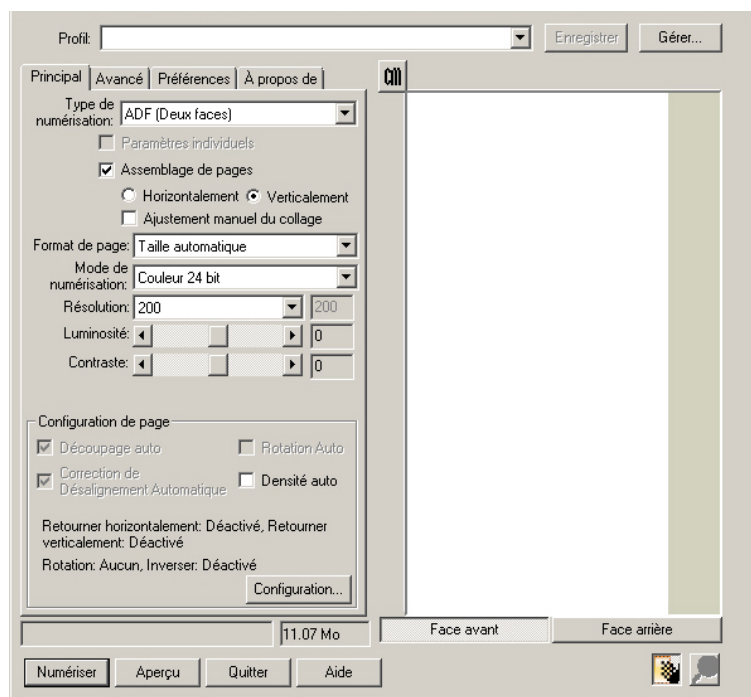 Profil:
Enregistrer
Gérer...
Principal
Avancé
Préférences
À propos de
Type de
numérisation:
ADF (Deux faces)
Paramètres individuels
Assemblage de pages
Horizontalement
Verticalement
Ajustement manuel du collage
Format de page:
Taille automatique
Mode de
numérisation:
Couleur 24 bit
Résolution:
200
200
Luminosité:
0
Contraste:
0
Configuration de page
Découpage auto
Rotation Auto
Correction de
Désalignement Automatique
Densité auto
Retourner horizontalement: Déactivé, Retourner
verticalement: Déactivé
Rotation: Aucun, Inverser: Déactivé
Configuration...
11.07 Mo
Face avant
Face arrière
Numériser
Aperçu
Quitter
Aide